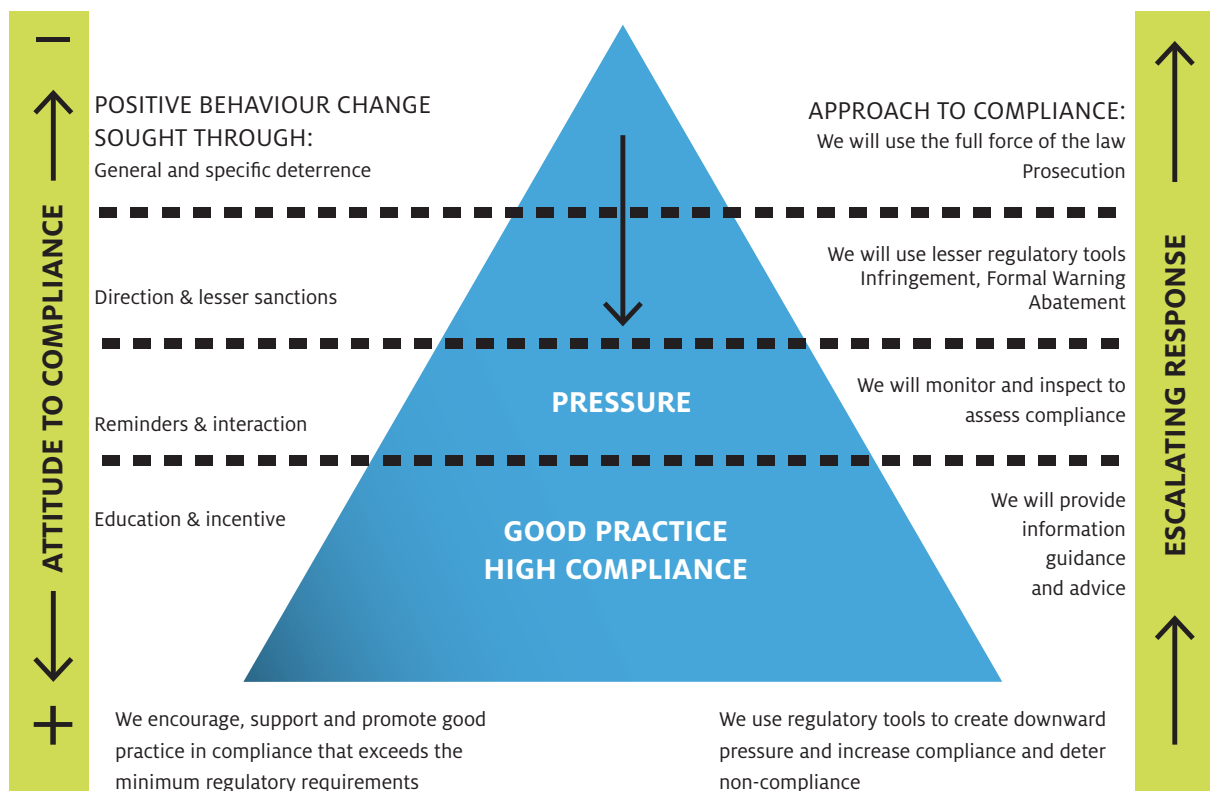 POSITIVE BEHAVIOUR CHANGE
SOUGHT THROUGH:
General and specific deterrence
APPROACH TO COMPLIANCE:
We will use the full force of the law
Prosecution
Direction & lesser sanctions
We will use lesser regulatory tools
Infringement, Formal Warning
Abatement
Reminders & interaction
PRESSURE
We will monitor and inspect to
assess compliance
Education & incentive
GOOD PRACTICE
HIGH COMPLIANCE
We will provide
information
guidance
and advice
ATTITUDE TO COMPLIANCE
ESCALATING RESPONSE
We encourage, support and promote good
practice in compliance that exceeds the
minimum regulatory requirements
We use regulatory tools to create downward
pressure and increase compliance and deter
non-compliance